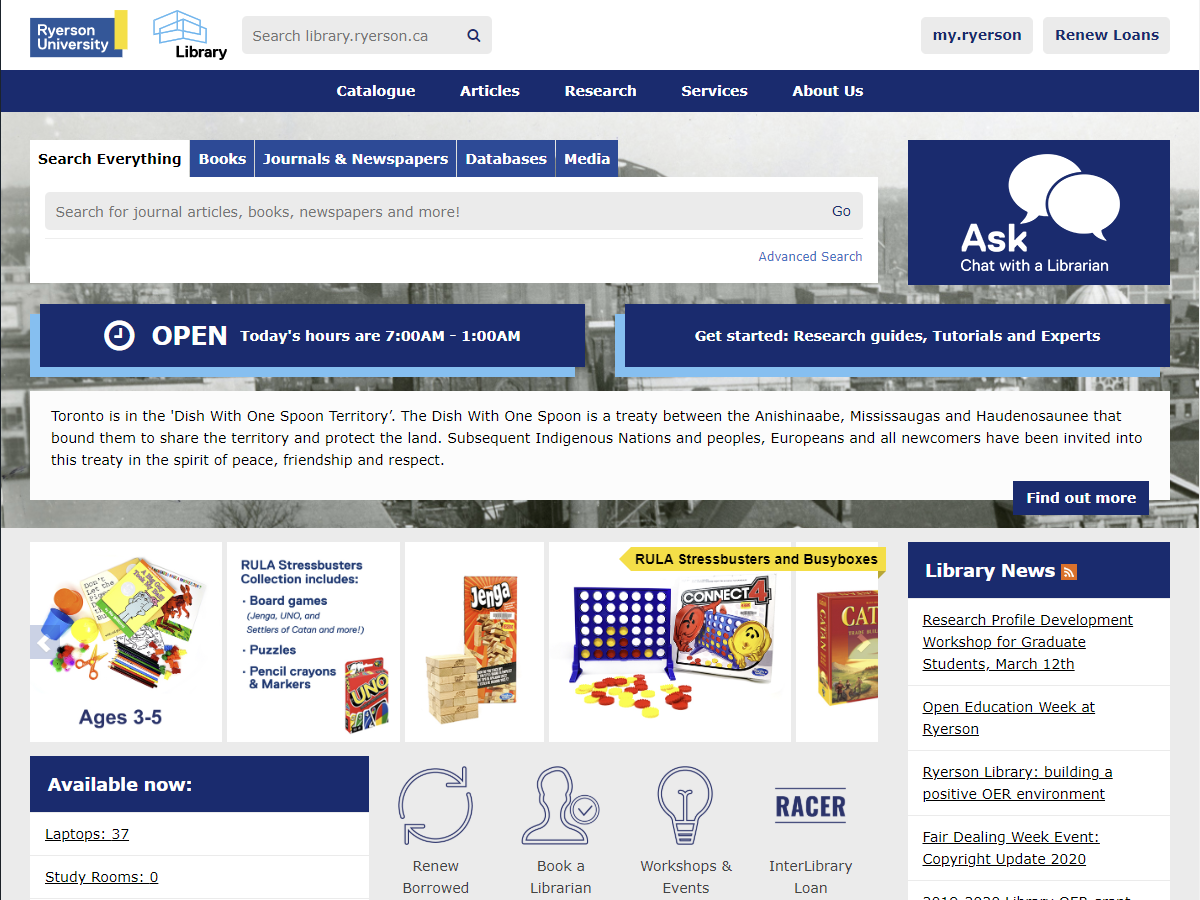 Ryerson
University
Library
Search library.ryerson.ca
my.ryerson
Renew Loans
Catalogue
Articles
Research
Services
About Us
Search Everything
Books
Journals & Newspapers
Databases
Media
Search for journal articles, books, newspapers and more!
Go
Advanced Search
Ask
Chat with a Librarian
OPEN Today's hours are 7:00AM - 1:00AM
Get started: Research guides, Tutorials and Experts
Toronto is in the 'Dish With One Spoon Territory’. The Dish With One Spoon is a treaty between the Anishinaabe, Mississaugas and Haudenosaunee that
bound them to share the territory and protect the land. Subsequent Indigenous Nations and peoples, Europeans and all newcomers have been invited into
this treaty in the spirit of peace, friendship and respect.
Find out more
Ages 3-5
RULA Stressbusters
Collection includes:
· Board games
(Jenga, UNO, and
Settlers of Catan and more!)
· Puzzles
· Pencil crayons
& Markers
UNO
Jenga
RULA Stressbusters and Busyboxes
CONNECT 4
CAT
Library News
Research Profile Development
Workshop for Graduate
Students, March 12th
Open Education Week at
Ryerson
Ryerson Library: building a
positive OER environment
Fair Dealing Week Event:
Copyright Update 2020
2019-2020 Library OER grant
Available now:
Laptops: 37
Study Rooms: 0
Renew
Borrowed
Book a
Librarian
Workshops &
Events
RACER
InterLibrary
Loan